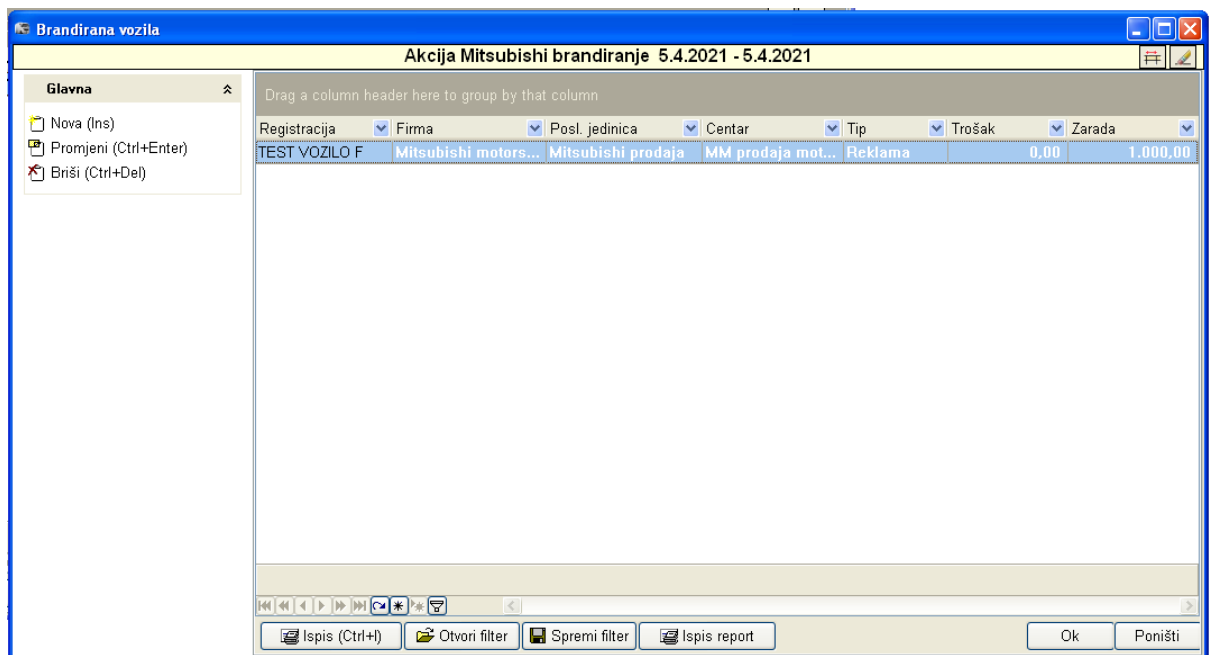 Brandirana vozila
Akcija Mitsubishi brandiranje 5.4.2021 - 5.4.2021
Glavna
Nova (Ins)
Promjeni (Ctrl+Enter)
Briši (Ctrl+Del)
Drag a column header here to group by that column
Registracija Firma Posl. jedinica Centar Tip Trošak Zarada
TEST VOZILO F Mitsubishi motors... Mitsubishi prodaja MM prodaja mot... Reklama 0,00 1.000,00
Ispis (Ctrl+I) Otvori filter Spremi filter Ispis report Ok Poništi